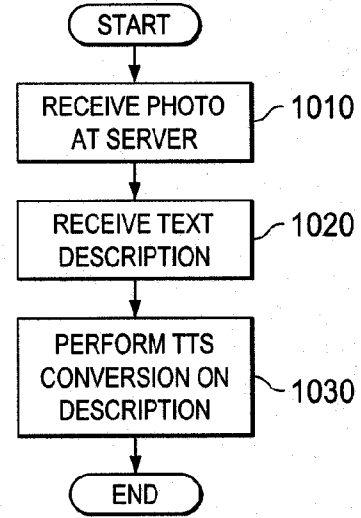 START
RECEIVE PHOTO
AT SERVER
1010
RECEIVE TEXT
DESCRIPTION
1020
PERFORM TTS
CONVERSION ON
DESCRIPTION
1030
END